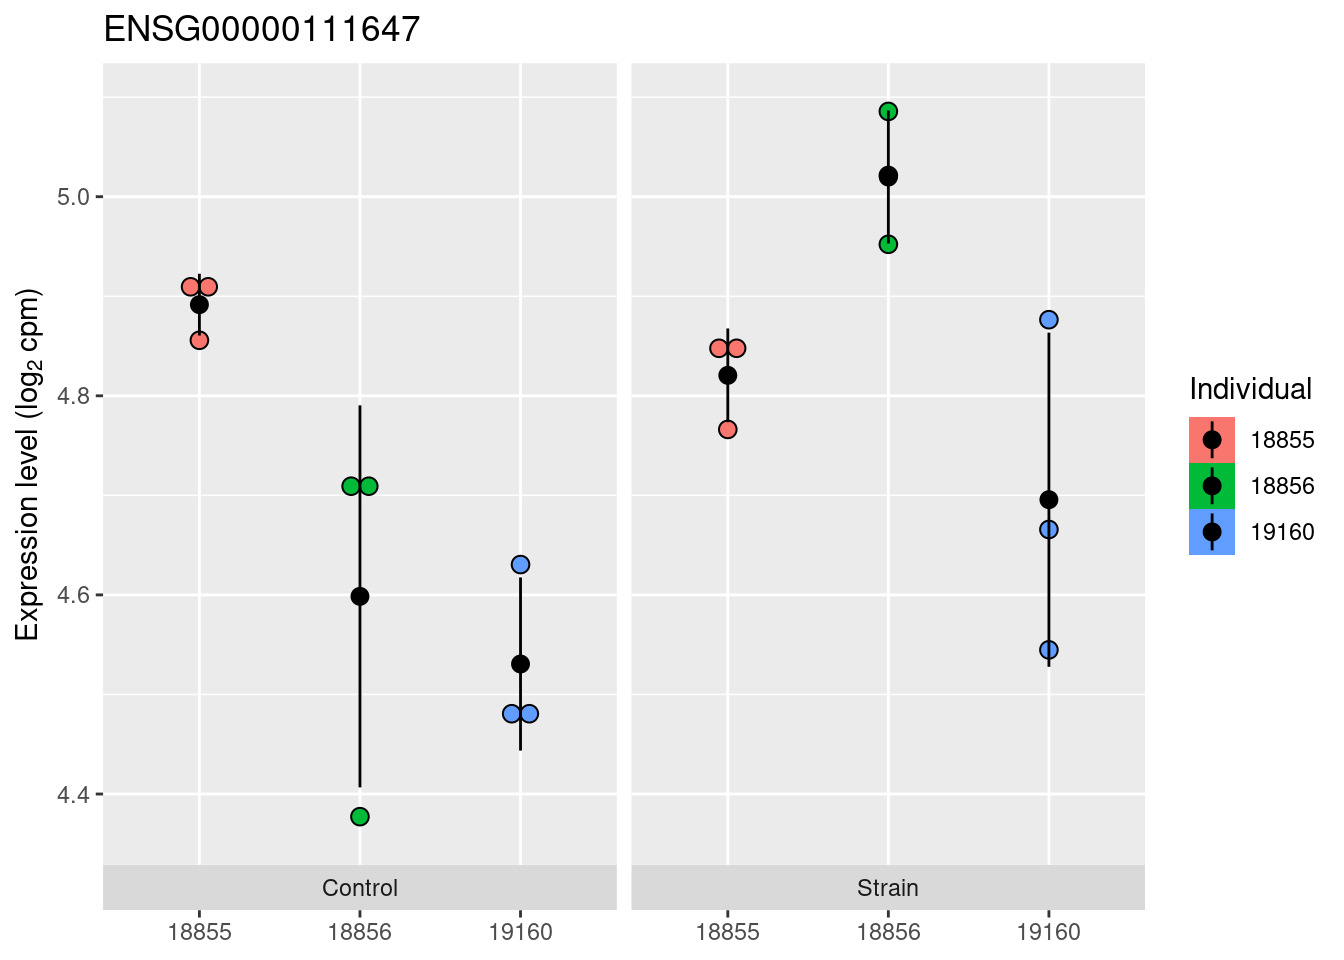 ENSG00000111647
Expression level (log₂ cpm)
5.0
4.8
4.6
4.4
Control
Strain
18855
18856
19160
18855
18856
19160
Individual
18855
18856
19160